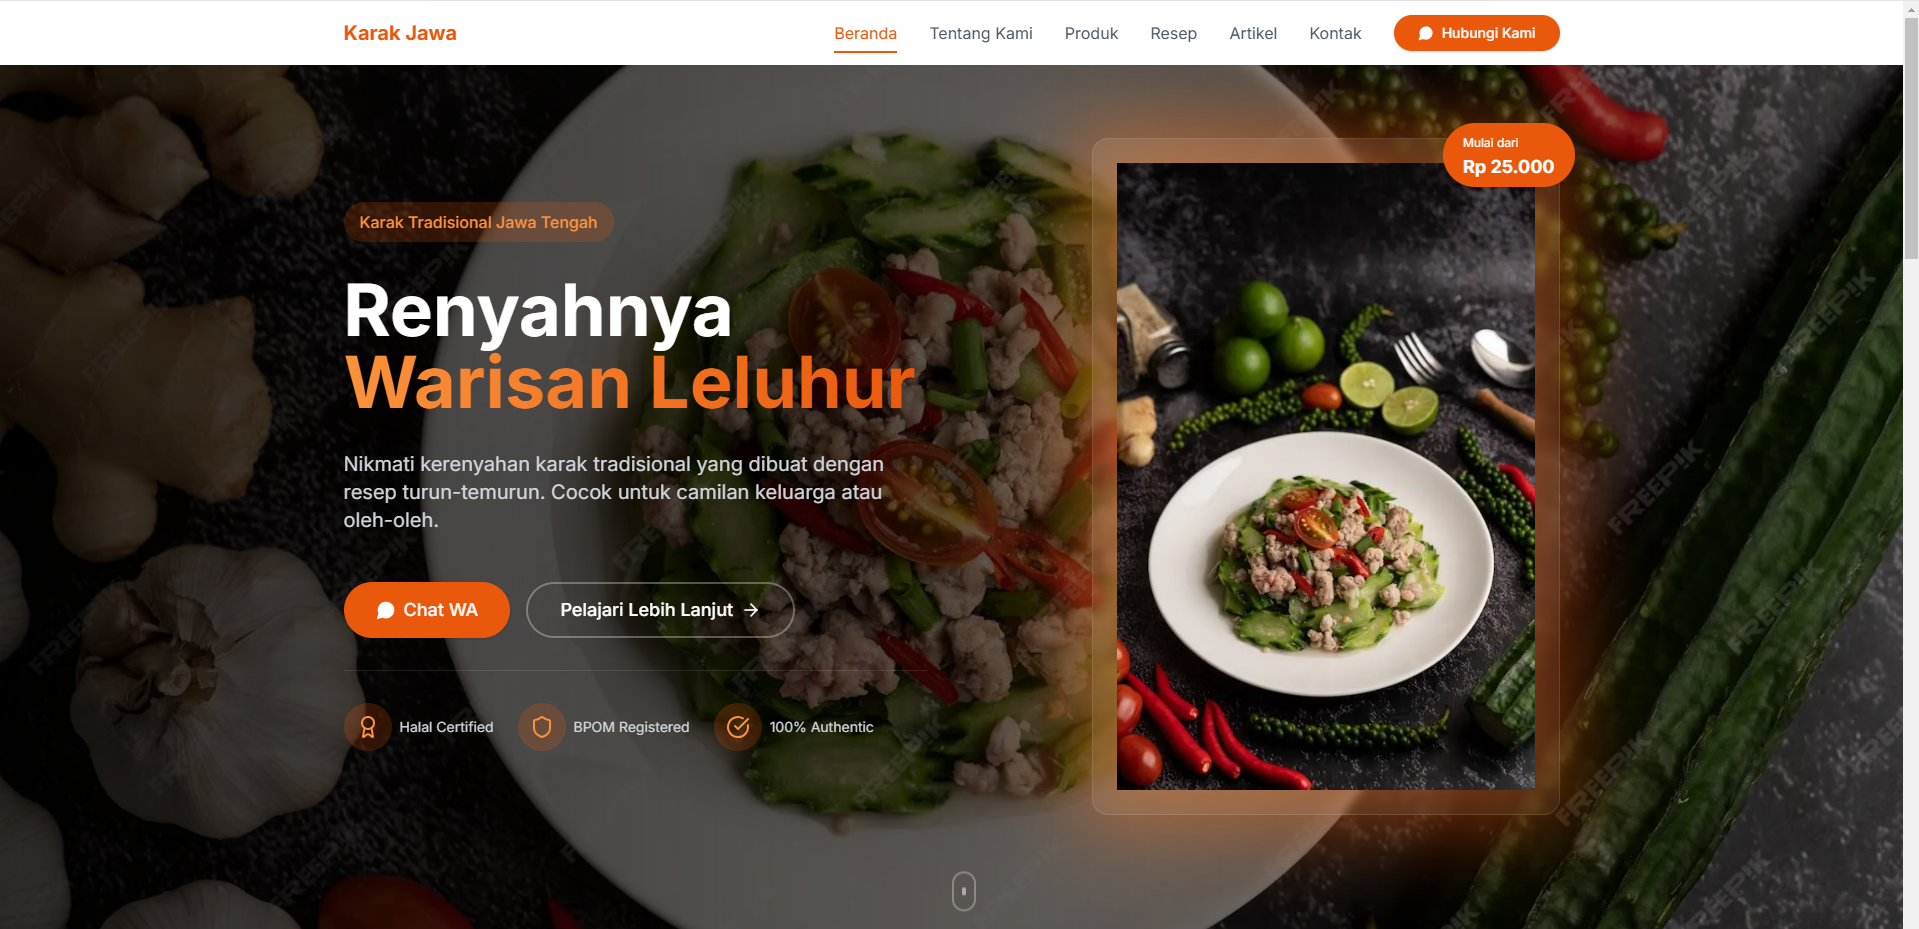 Karak Jawa
Beranda
Tentang Kami
Produk
Resep
Artikel
Kontak
Hubungi Kami
Karak Tradisional Jawa Tengah
Renyahnya
Warisan Leluhur
Nikmati kerenyahan karak tradisional yang dibuat dengan
resep turun-temurun. Cocok untuk camilan keluarga atau
oleh-oleh.
Chat WA
Pelajari Lebih Lanjut
Halal Certified
BPOM Registered
100% Authentic
Mulai dari
Rp 25.000
FREEPIK